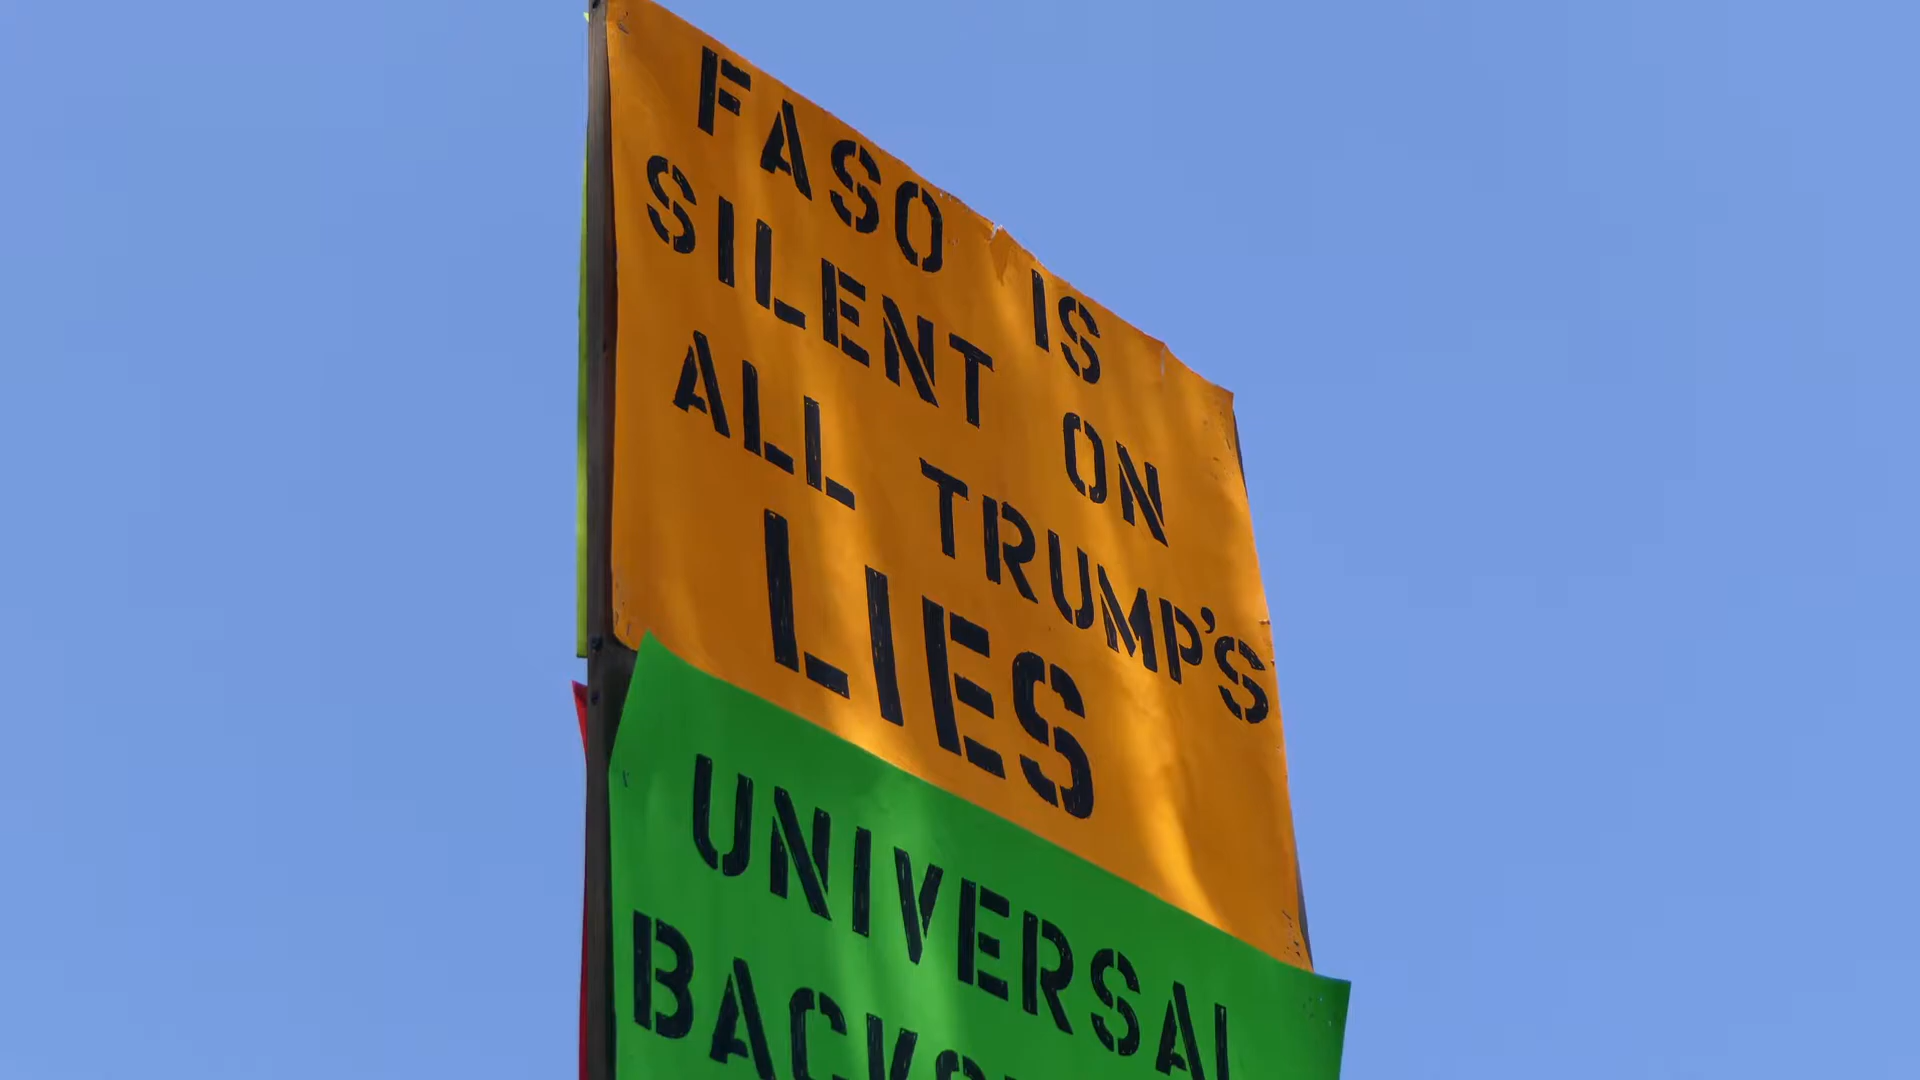 FASO IS
SILENT ON
ALL TRUMP'S
LIES
UNIVERSAL